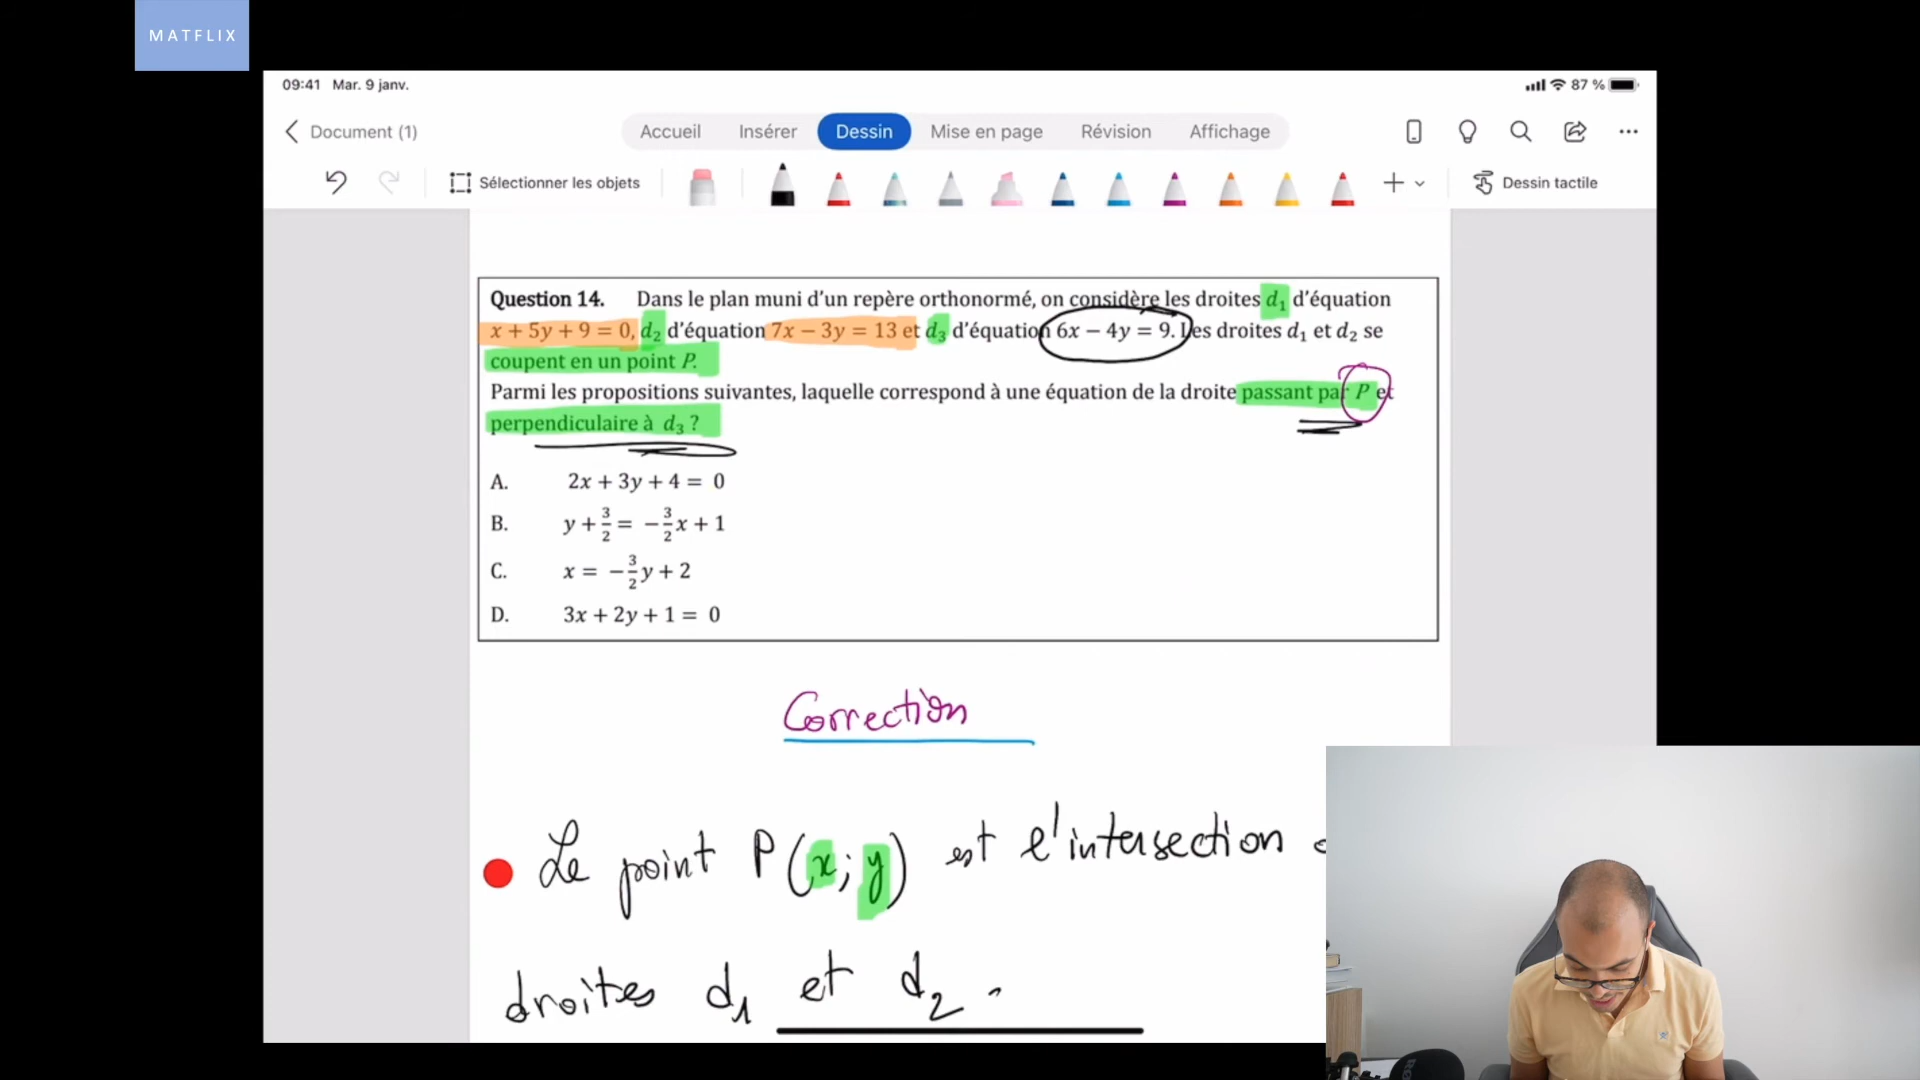 MATFLIX
09:41 Mar. 9 janv.
87 %
Document (1)
Accueil Insérer Dessin Mise en page Révision Affichage
Sélectionner les objets
Dessin tactile
Question 14. Dans le plan muni d'un repère orthonormé, on considère les droites d₁ d'équation
x + 5y + 9 = 0, d₂ d'équation 7x − 3y = 13 et d₃ d'équation 6x − 4y = 9. Les droites d₁ et d₂ se
coupent en un point P.
Parmi les propositions suivantes, laquelle correspond à une équation de la droite passant par P et
perpendiculaire à d₃ ?
A. 2x + 3y + 4 = 0
B. y + 3/2 = −3/2 x + 1
C. x = −3/2 y + 2
D. 3x + 2y + 1 = 0
Correction
Le point P(x; y) est l'intersection
droites d₁ et d₂.